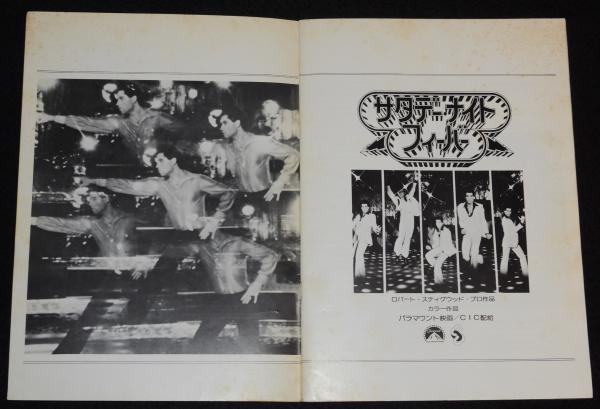 サタデーナイト
フィーバー
ロバート・スティグウッド・プロ作品
カラー作品
パラマウント映画/CIC配給